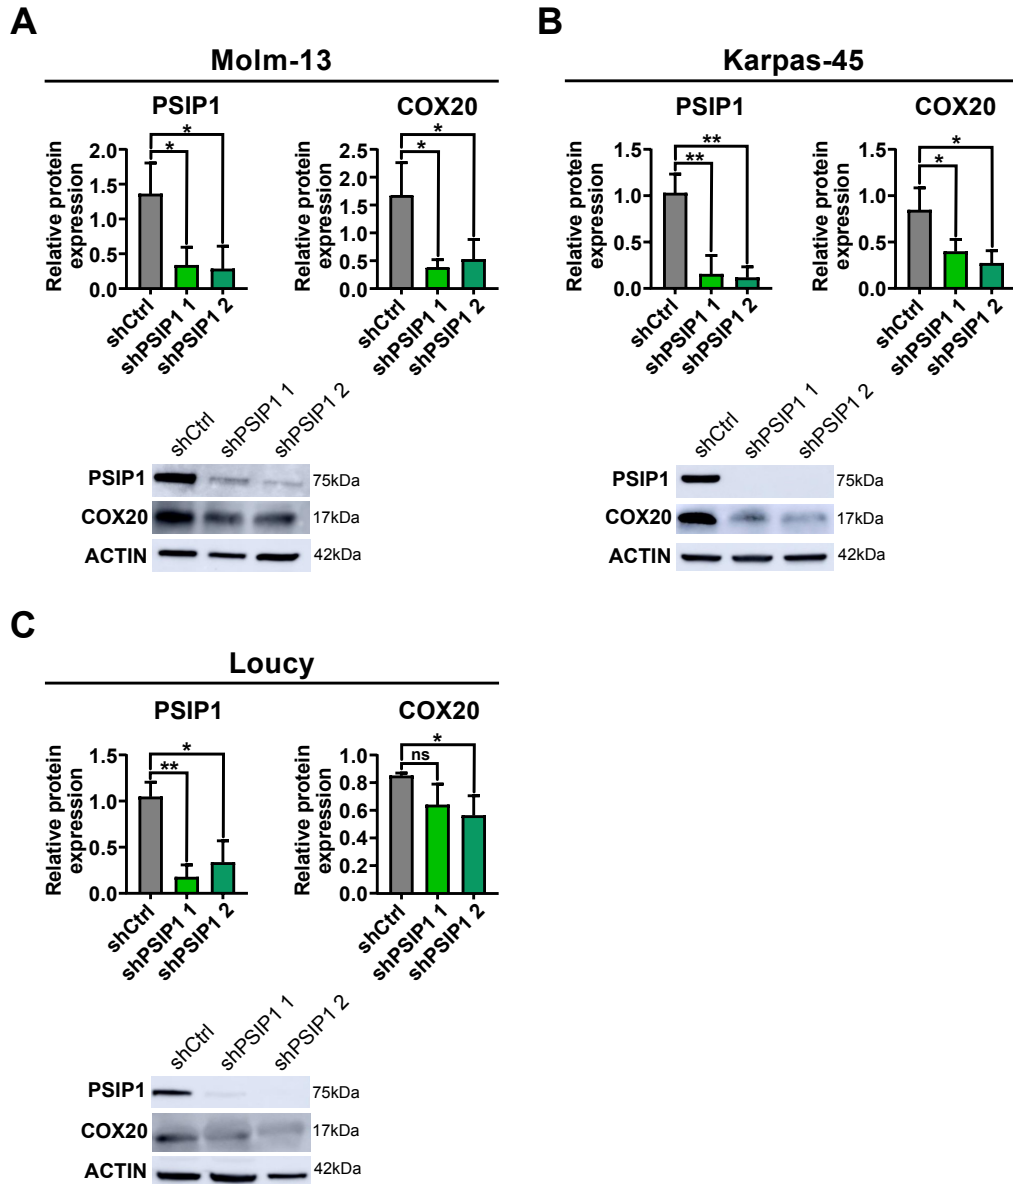 A
Molm-13
PSIP1
COX20
Relative protein
expression
2.0
1.5
1.0
0.5
0.0
*
*
shCtrl
shPSIP1 1
shPSIP1 2
Relative protein
expression
2.5
2.0
1.5
1.0
0.5
0.0
*
*
shCtrl
shPSIP1 1
shPSIP1 2
shCtrl
shPSIP1 1
shPSIP1 2
PSIP1 75kDa
COX20 17kDa
ACTIN 42kDa
B
Karpas-45
PSIP1
COX20
Relative protein
expression
1.5
1.0
0.5
0.0
**
**
shCtrl
shPSIP1 1
shPSIP1 2
Relative protein
expression
1.5
1.0
0.5
0.0
*
*
shCtrl
shPSIP1 1
shPSIP1 2
shCtrl
shPSIP1 1
shPSIP1 2
PSIP1 75kDa
COX20 17kDa
ACTIN 42kDa
C
Loucy
PSIP1
COX20
Relative protein
expression
1.5
1.0
0.5
0.0
*
**
shCtrl
shPSIP1 1
shPSIP1 2
Relative protein
expression
1.0
0.8
0.6
0.4
0.2
0.0
*
ns
shCtrl
shPSIP1 1
shPSIP1 2
shCtrl
shPSIP1 1
shPSIP1 2
PSIP1 75kDa
COX20 17kDa
ACTIN 42kDa